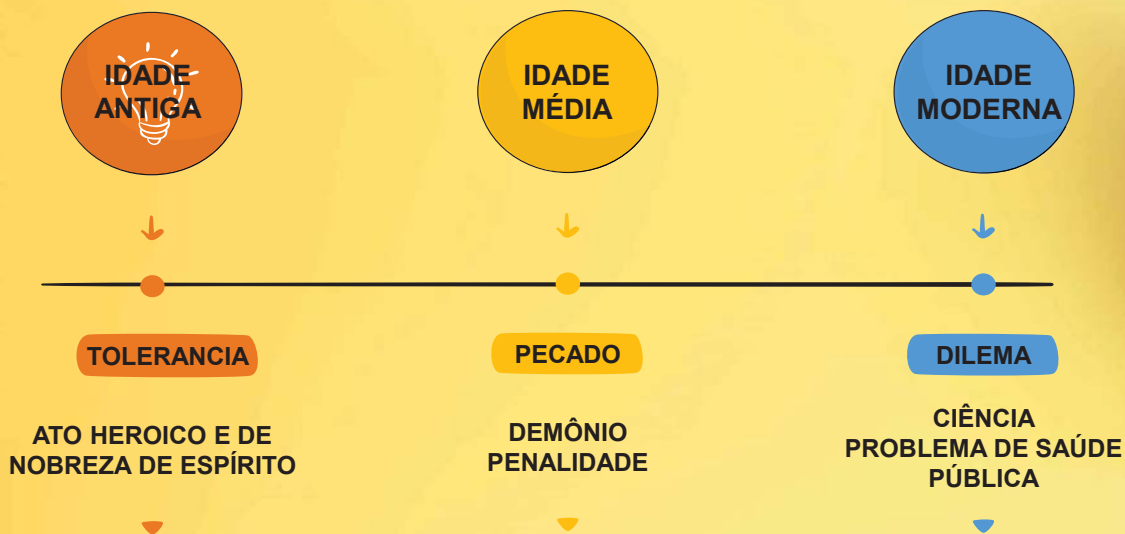 IDADE
ANTIGA
IDADE
MÉDIA
IDADE
MODERNA
TOLERANCIA
PECADO
DILEMA
ATO HEROICO E DE
NOBREZA DE ESPÍRITO
DEMÔNIO
PENALIDADE
CIÊNCIA
PROBLEMA DE SAÚDE
PÚBLICA